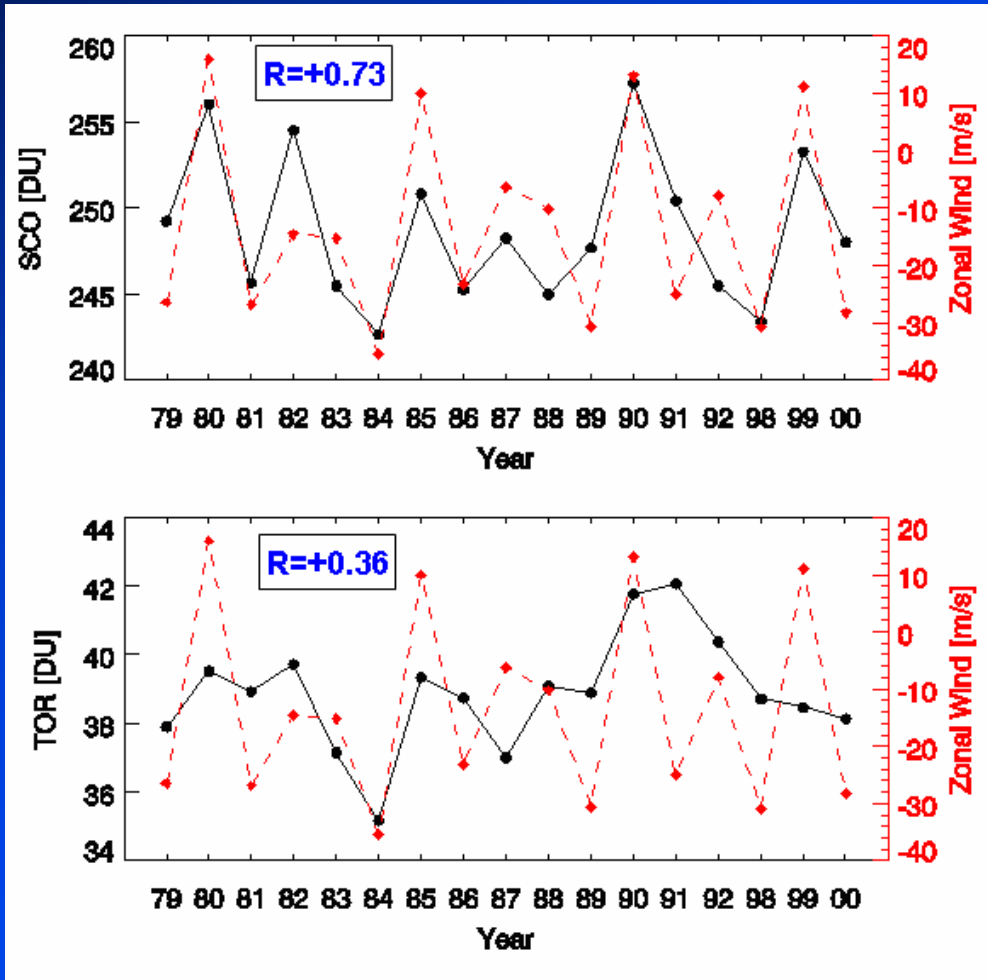 R=+0.73
SCO [DU]
260
255
250
245
240
20
10
0
-10
-20
-30
-40
Zonal Wind [m/s]
79 80 81 82 83 84 85 86 87 88 89 90 91 92 98 99 00
Year
R=+0.36
TOR [DU]
44
42
40
38
36
34
20
10
0
-10
-20
-30
-40
Zonal Wind [m/s]
79 80 81 82 83 84 85 86 87 88 89 90 91 92 98 99 00
Year